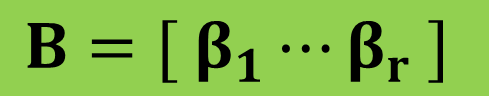 B = [ β₁ ⋯ βᵣ ]